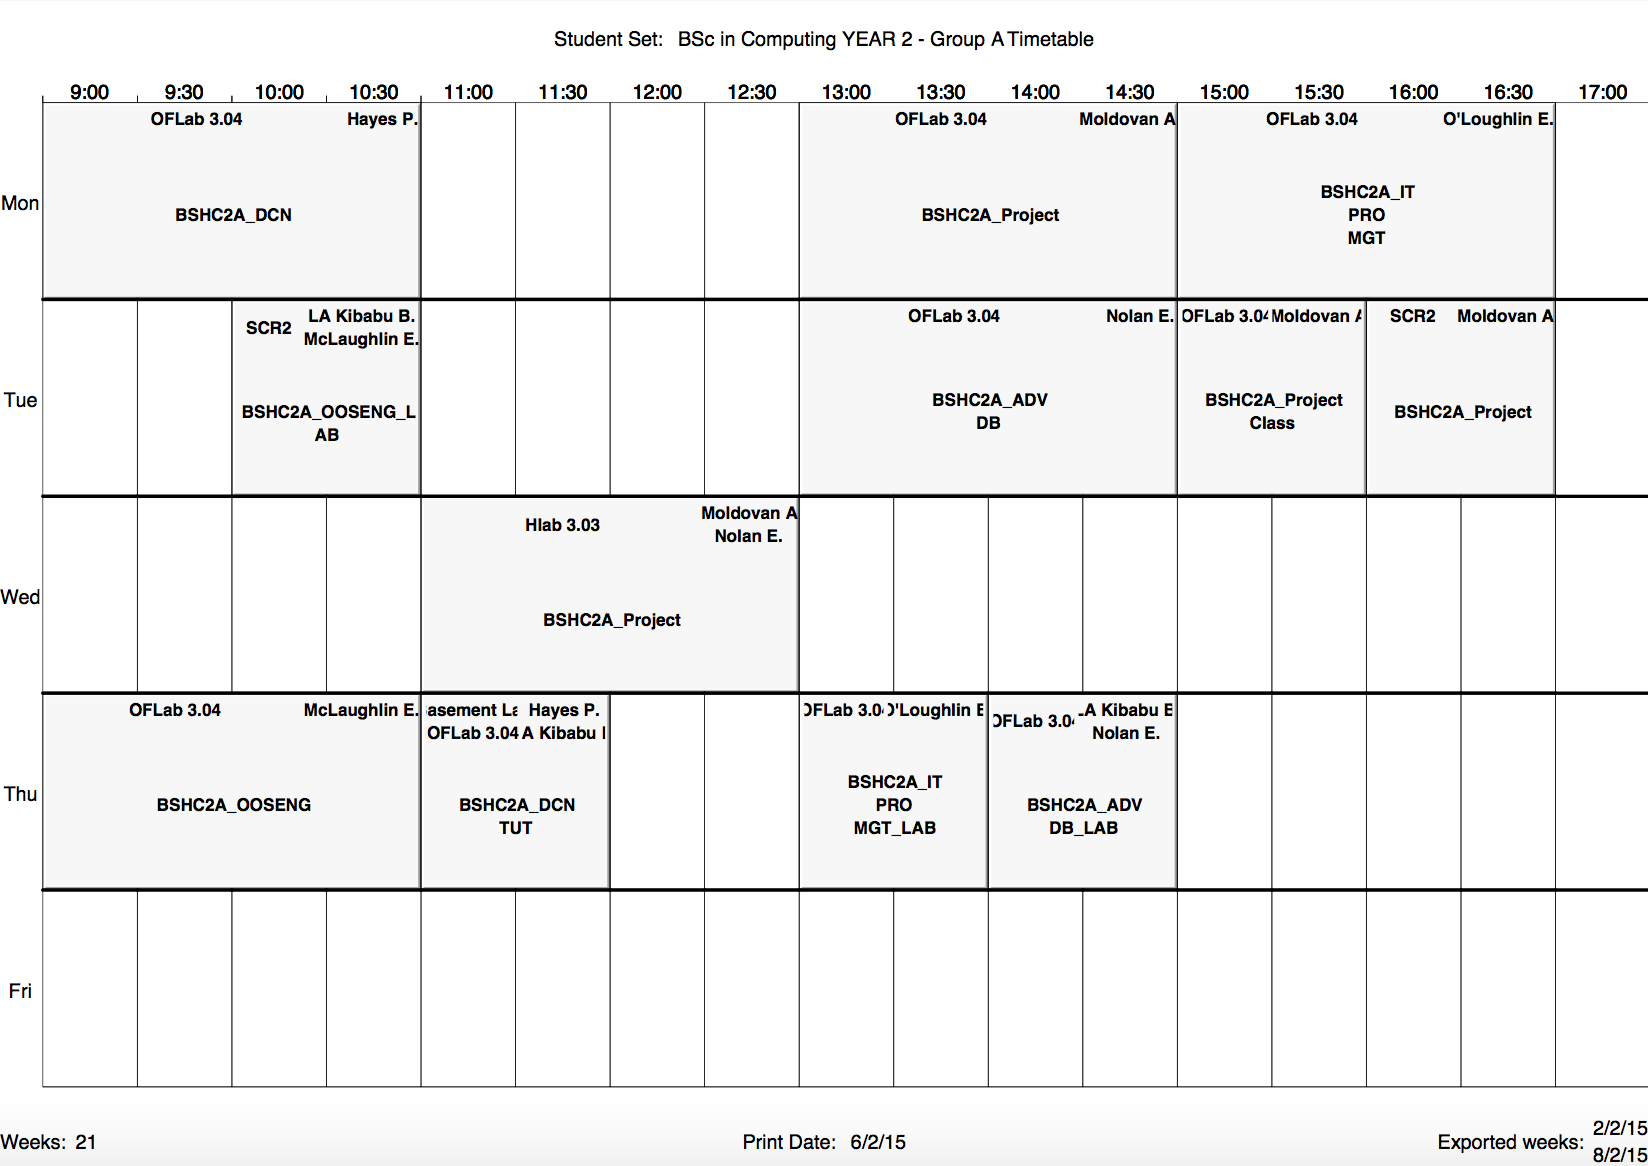 Student Set: BSc in Computing YEAR 2 - Group A Timetable
9:00 9:30 10:00 10:30 11:00 11:30 12:00 12:30 13:00 13:30 14:00 14:30 15:00 15:30 16:00 16:30 17:00
Mon
OFLab 3.04 Hayes P.
BSHC2A_DCN
OFLab 3.04 Moldovan A
BSHC2A_Project
OFLab 3.04 O'Loughlin E.
BSHC2A_IT
PRO
MGT
Tue
SCR2
LA Kibabu B.
McLaughlin E.
BSHC2A_OOSENG_L
AB
OFLab 3.04 Nolan E.
BSHC2A_ADV
DB
OFLab 3.04 Moldovan A
BSHC2A_Project
Class
SCR2 Moldovan A
BSHC2A_Project
Wed
Hlab 3.03
Moldovan A
Nolan E.
BSHC2A_Project
Thu
OFLab 3.04 McLaughlin E.
BSHC2A_OOSENG
asement La Hayes P.
OFLab 3.04 A Kibabu
BSHC2A_DCN
TUT
OFLab 3.0 O'Loughlin E
BSHC2A_IT
PRO
MGT_LAB
OFLab 3.04
LA Kibabu B
Nolan E.
BSHC2A_ADV
DB_LAB
Fri
Weeks: 21
Print Date: 6/2/15
Exported weeks:
2/2/15
8/2/15